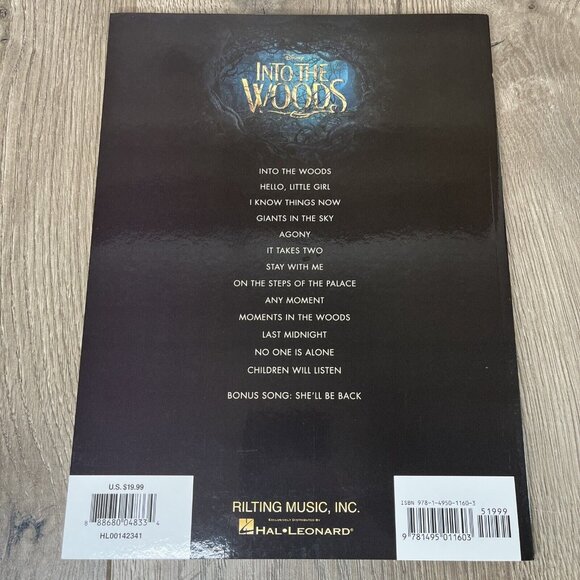 Disney
INTO THE
WOODS
INTO THE WOODS
HELLO, LITTLE GIRL
I KNOW THINGS NOW
GIANTS IN THE SKY
AGONY
IT TAKES TWO
STAY WITH ME
ON THE STEPS OF THE PALACE
ANY MOMENT
MOMENTS IN THE WOODS
LAST MIDNIGHT
NO ONE IS ALONE
CHILDREN WILL LISTEN
BONUS SONG: SHE'LL BE BACK
U.S. $19.99
8 88680 04833 4
HL00142341
RILTING MUSIC, INC.
EXCLUSIVELY DISTRIBUTED BY
HAL•LEONARD®
ISBN 978-1-4950-1160-3
51999
9 781495 011603